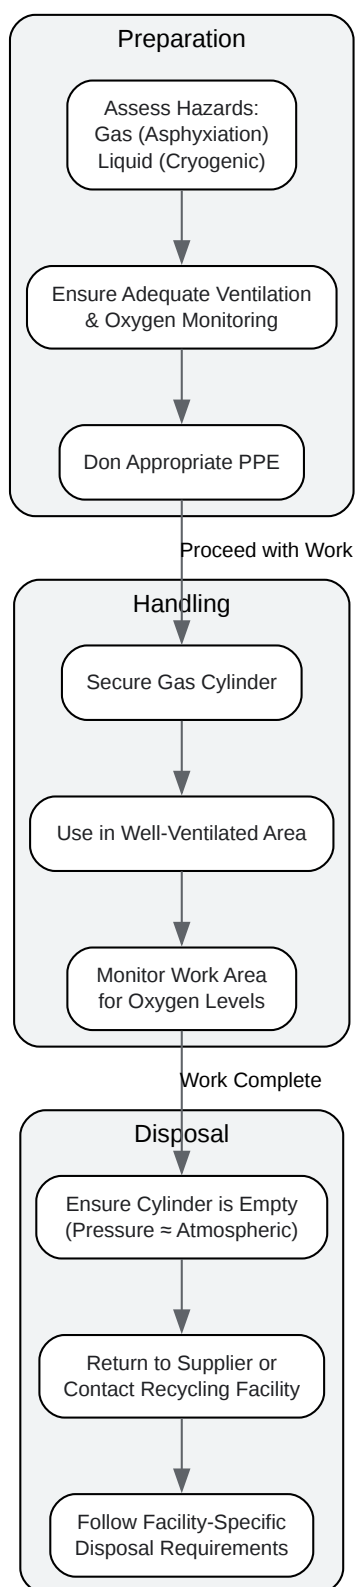 Preparation
Assess Hazards:
Gas (Asphyxiation)
Liquid (Cryogenic)
Ensure Adequate Ventilation
& Oxygen Monitoring
Don Appropriate PPE
Proceed with Work
Handling
Secure Gas Cylinder
Use in Well-Ventilated Area
Monitor Work Area
for Oxygen Levels
Work Complete
Disposal
Ensure Cylinder is Empty
(Pressure ≈ Atmospheric)
Return to Supplier or
Contact Recycling Facility
Follow Facility-Specific
Disposal Requirements